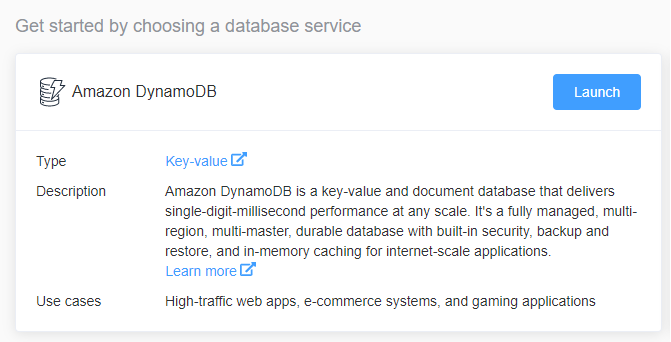 Get started by choosing a database service
Amazon DynamoDB
Launch
Type
Key-value
Description
Amazon DynamoDB is a key-value and document database that delivers
single-digit-millisecond performance at any scale. It's a fully managed, multi-
region, multi-master, durable database with built-in security, backup and
restore, and in-memory caching for internet-scale applications.
Learn more
Use cases
High-traffic web apps, e-commerce systems, and gaming applications